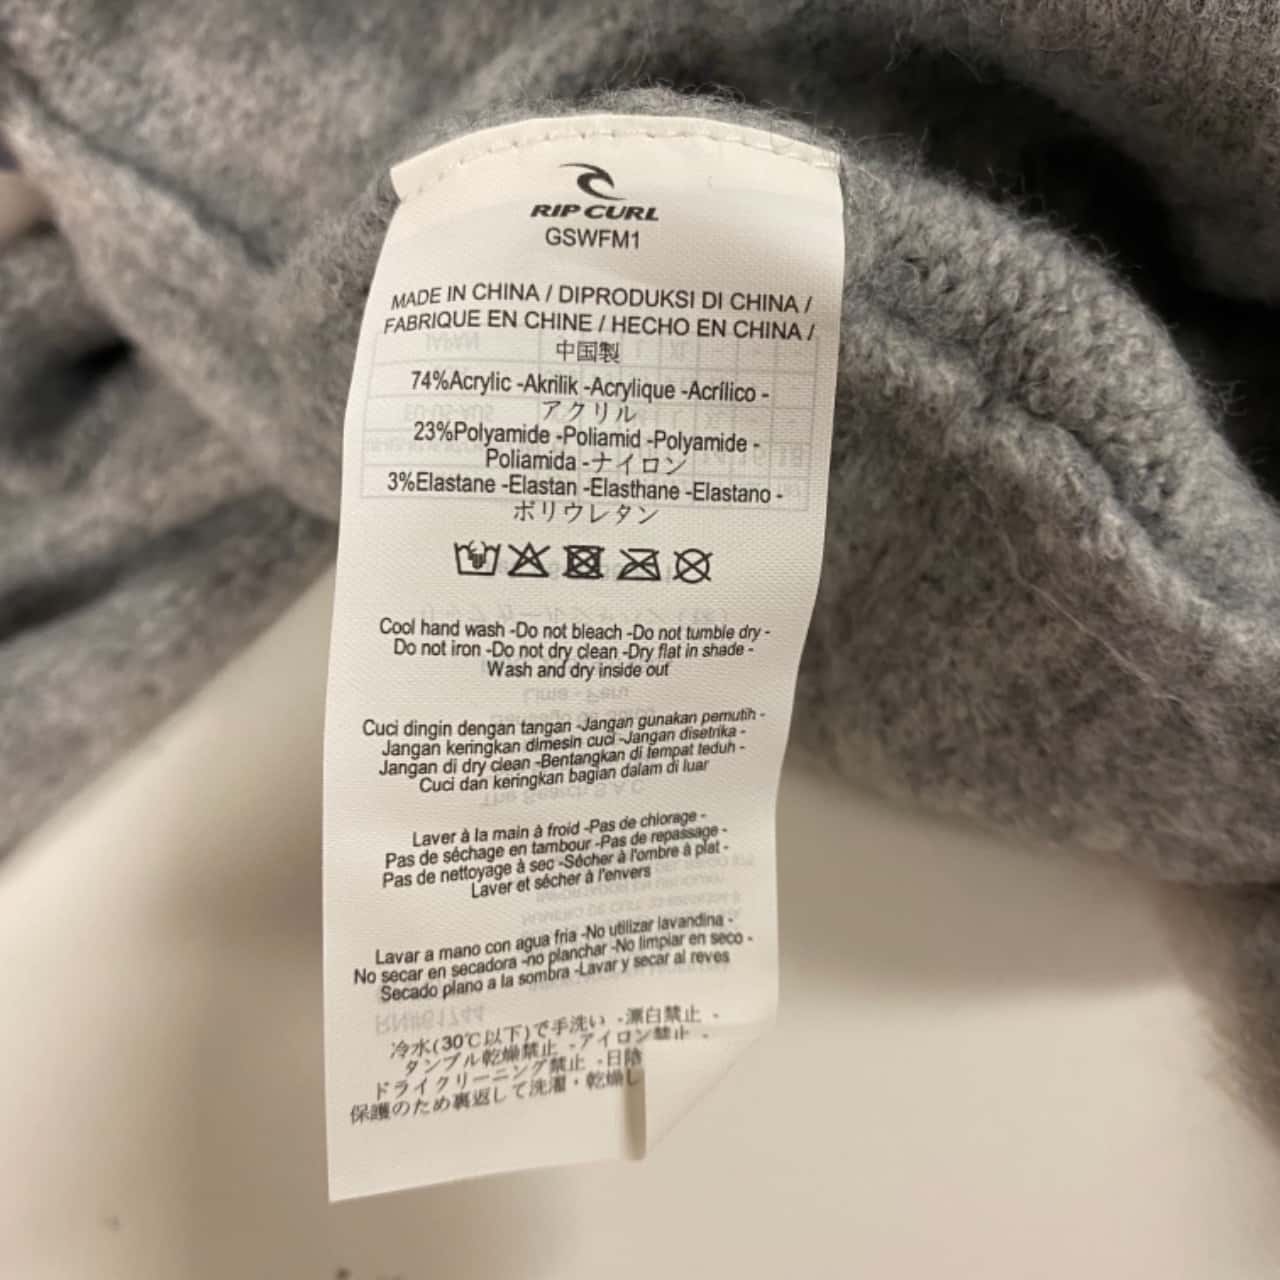 RIP CURL
GSWFM1
MADE IN CHINA / DIPRODUKSI DI CHINA /
FABRIQUE EN CHINE / HECHO EN CHINA /
中国製
74%Acrylic -Akrilik -Acrylique -Acrílico -
アクリル
23%Polyamide -Poliamid -Polyamide -
Poliamida -ナイロン
3%Elastane -Elastan -Elasthane -Elastano -
ポリウレタン
Cool hand wash -Do not bleach -Do not tumble dry -
Do not iron -Do not dry clean -Dry flat in shade -
Wash and dry inside out
Cuci dingin dengan tangan -Jangan gunakan pemutih -
Jangan keringkan dimesin cuci -Jangan disetrika -
Jangan di dry clean -Bentangkan di tempat teduh -
Cuci dan keringkan bagian dalam di luar
Laver à la main à froid -Pas de chlorage -
Pas de séchage en tambour -Pas de repassage -
Pas de nettoyage à sec -Sécher à l'ombre à plat -
Laver et sécher à l'envers
Lavar a mano con agua fria -No utilizar lavandina -
No secar en secadora -no planchar -No limpiar en seco -
Secado plano a la sombra -Lavar y secar al reves
冷水(30℃以下)で手洗い -漂白禁止 -
タンブル乾燥禁止 -アイロン禁止 -
ドライクリーニング禁止 -日陰
保護のため裏返して洗濯・乾燥し
RN#61744